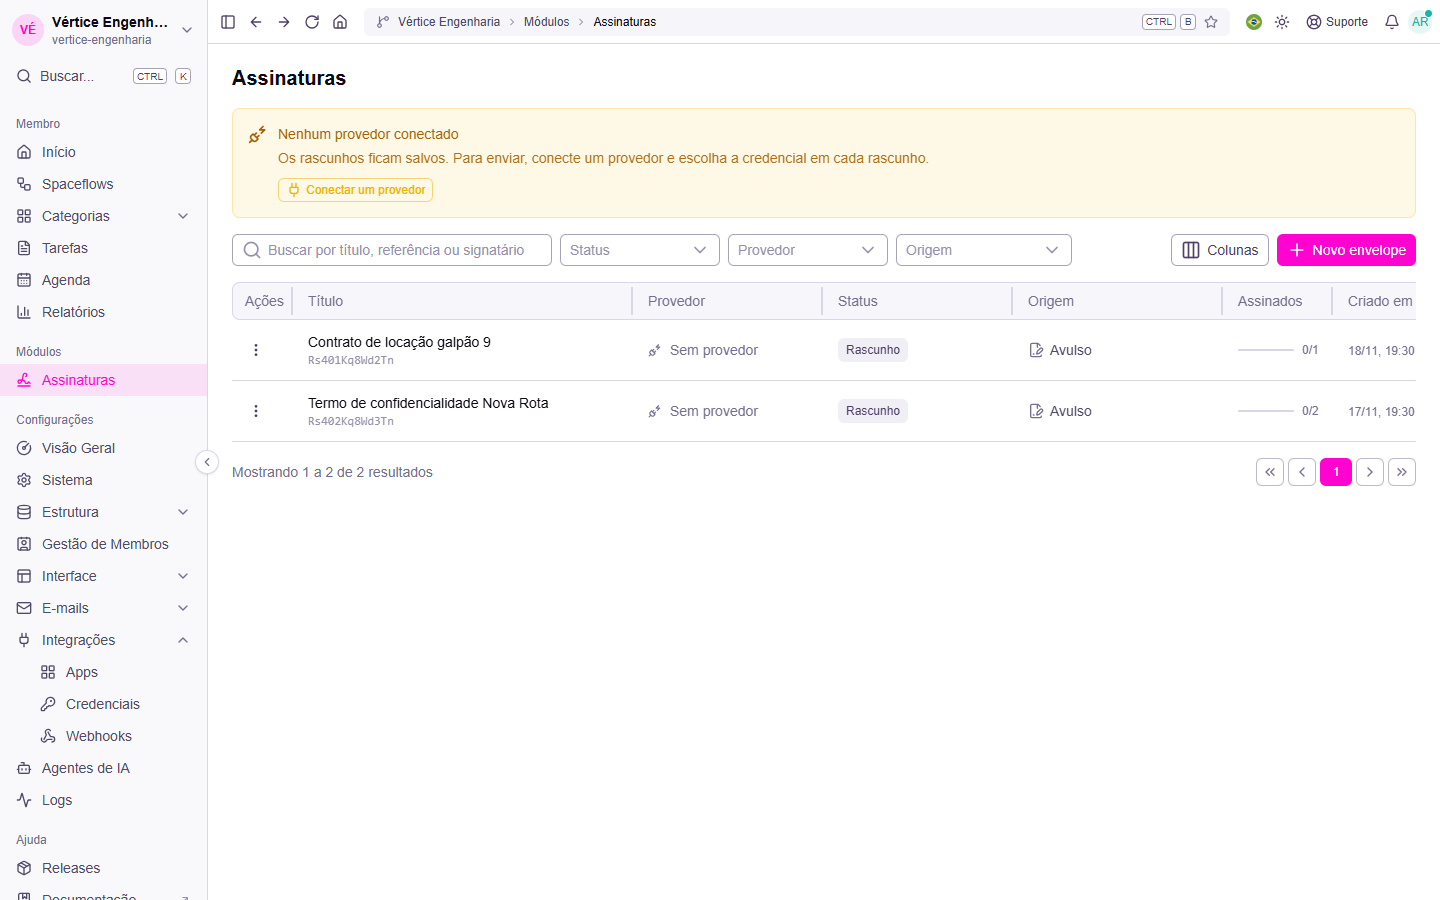 VÉ
Vértice Engenh...
vertice-engenharia
Buscar...
CTRL K
Membro
Início
Spaceflows
Categorias
Tarefas
Agenda
Relatórios
Módulos
Assinaturas
Configurações
Visão Geral
Sistema
Estrutura
Gestão de Membros
Interface
E-mails
Integrações
Apps
Credenciais
Webhooks
Agentes de IA
Logs
Ajuda
Releases
Documentação
Vértice Engenharia Módulos Assinaturas
CTRL B
Suporte
AR
Assinaturas
Nenhum provedor conectado
Os rascunhos ficam salvos. Para enviar, conecte um provedor e escolha a credencial em cada rascunho.
Conectar um provedor
Buscar por título, referência ou signatário
Status
Provedor
Origem
Colunas
Novo envelope
Ações Título Provedor Status Origem Assinados Criado em
Contrato de locação galpão 9
Rs401Kq8Wd2Tn
Sem provedor Rascunho Avulso 0/1 18/11, 19:30
Termo de confidencialidade Nova Rota
Rs402Kq8Wd3Tn
Sem provedor Rascunho Avulso 0/2 17/11, 19:30
Mostrando 1 a 2 de 2 resultados
1